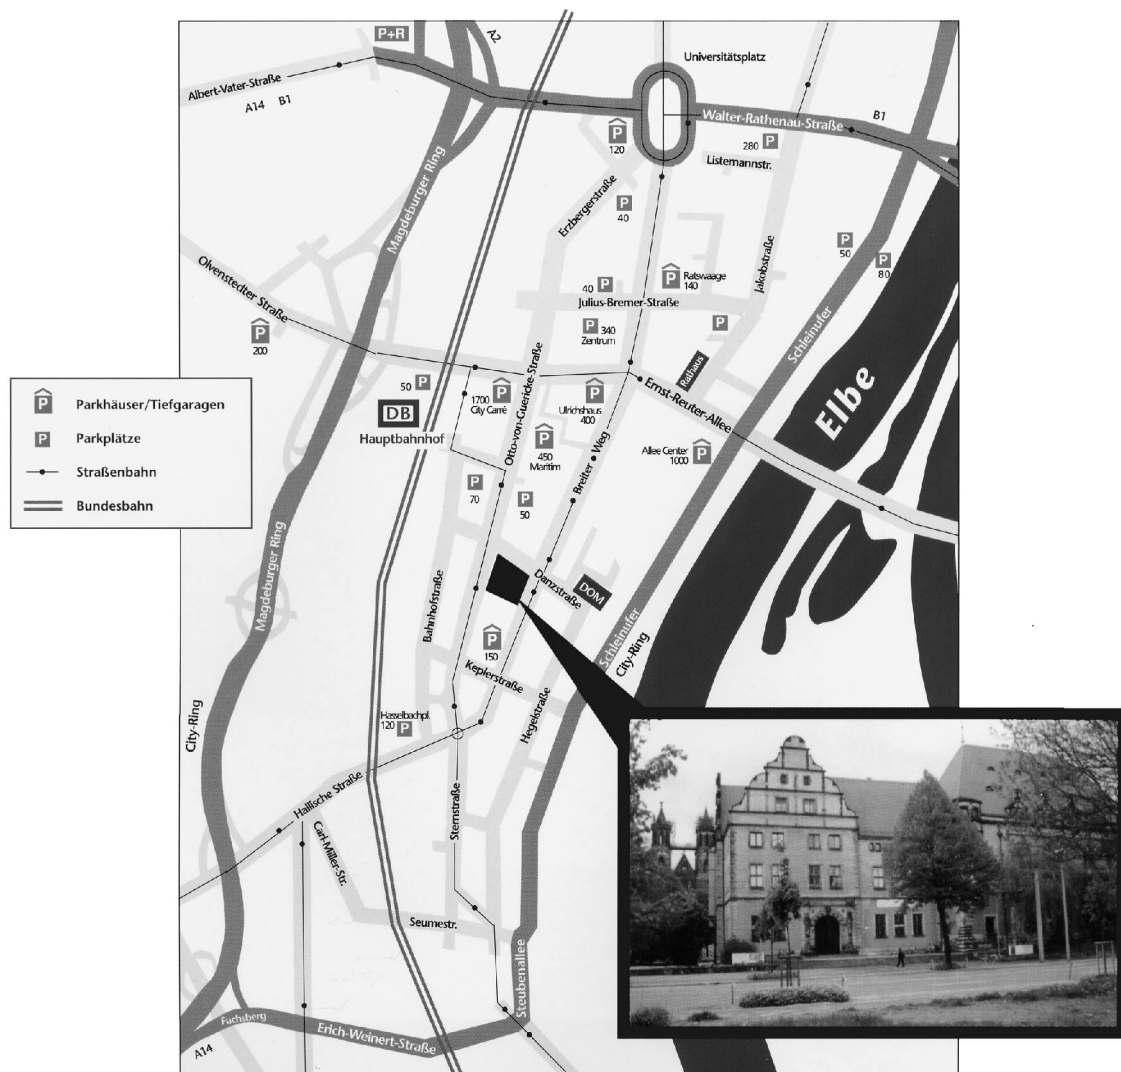 P+R
A2
Universitätsplatz
Albert-Vater-Straße
A14 B1
Walter-Rathenau-Straße
B1
P
120
280 P
Listemannstr.
Magdeburger Ring
Erzbergerstraße
P
40
Jakobstraße
P
50
P
80
Olvenstedter Straße
P
200
40 P
P Ratswaage
140
Julius-Bremer-Straße
P 340
Zentrum
P
Schleinufer
Elbe
Rathaus
Ernst-Reuter-Allee
Otto-von-Guericke-Straße
50 P
P
1700
City Carré
P
Ulrichshaus
400
DB
Hauptbahnhof
P
450
Maritim
Breiter Weg
Allee Center
1000 P
P Parkhäuser/Tiefgaragen
P Parkplätze
Straßenbahn
Bundesbahn
P
70
P
50
Magdeburger Ring
Bahnhofstraße
Danzstraße
DOM
Schleinufer
City-Ring
P
150
Keplerstraße
Hegelstraße
City-Ring
Hasselbachpl.
120 P
Hallische Straße
Sternstraße
Carl-Miller-Str.
Seumestr.
Steubenallee
Fuchsberg
Erich-Weinert-Straße
A14